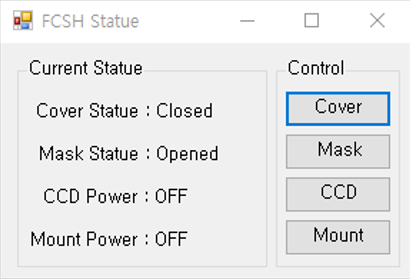 FCSH Statue
Current Statue
Control
Cover Statue : Closed
Cover
Mask Statue : Opened
Mask
CCD Power : OFF
CCD
Mount Power : OFF
Mount